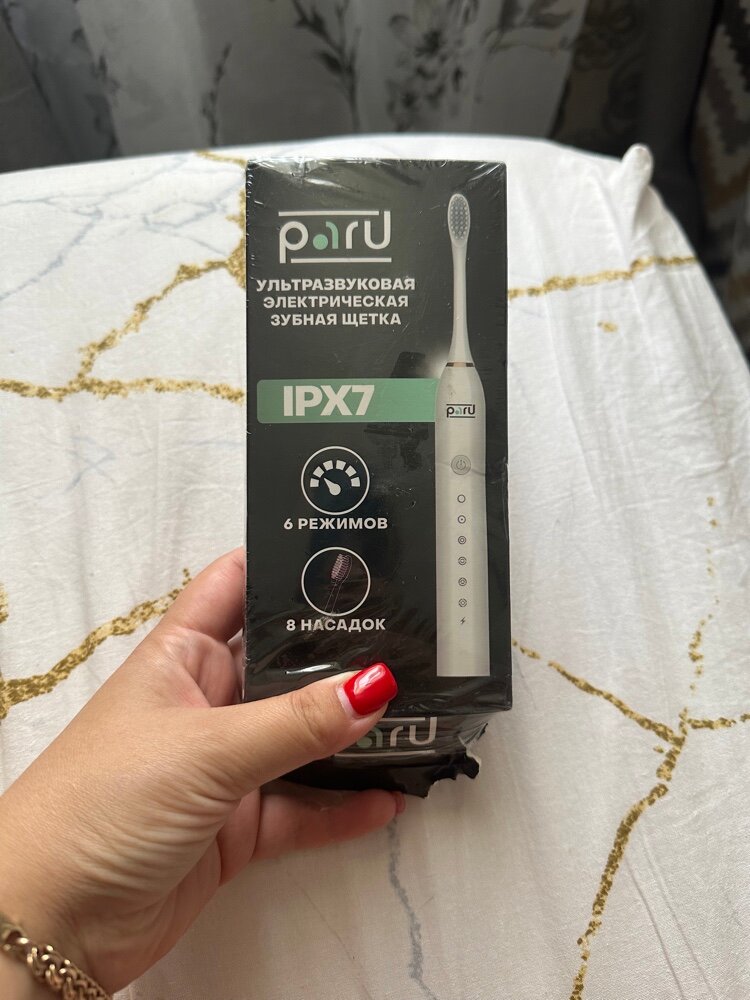 paru
УЛЬТРАЗВУКОВАЯ
ЭЛЕКТРИЧЕСКАЯ
ЗУБНАЯ ЩЕТКА
IPX7
paru
6 РЕЖИМОВ
8 НАСАДОК